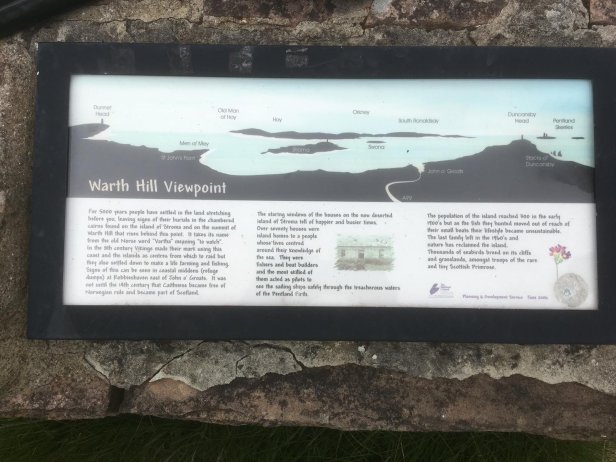 Dunnet
Head
Old Man
of Hoy
Hoy
Orkney
South Ronaldsay
Duncansby
Head
Pentland
Skerries
Men of Mey
St John's Point
Stroma
Swona
John o' Groats
Stacks of
Duncansby
A99
Warth Hill Viewpoint
For 5000 years people have settled in the land stretching
before you, leaving signs of their burials in the chambered
cairns found on the island of Stroma and on the summit of
Warth Hill that rises behind this point. It takes its name
from the old Norse word "Vartha" meaning "to watch".
In the 9th century Vikings made their mark using this
coast and the islands as centres from which to raid but
they also settled down to make a life farming and fishing.
Signs of this can be seen in coastal middens (refuse
dumps) at Robbieshaven east of John o' Groats. It was
not until the 14th century that Caithness became free of
Norwegian rule and became part of Scotland.
The staring windows of the houses on the now deserted
island of Stroma tell of happier and busier times.
Over seventy houses were
island homes to a people
whose lives centred
around their knowledge of
the sea. They were
fishers and boat builders
and the most skilled of
them acted as pilots to
see the sailing ships safely through the treacherous waters
of the Pentland Firth.
The population of the island reached 300 in the early
1900's but as the fish they hunted moved out of reach of
their small boats their lifestyle became unsustainable.
The last family left in the 1960's and
nature has reclaimed the island.
Thousands of seabirds breed on its cliffs
and grasslands, amongst troops of the rare
and tiny Scottish Primrose.
Planning & Development Service June 2006